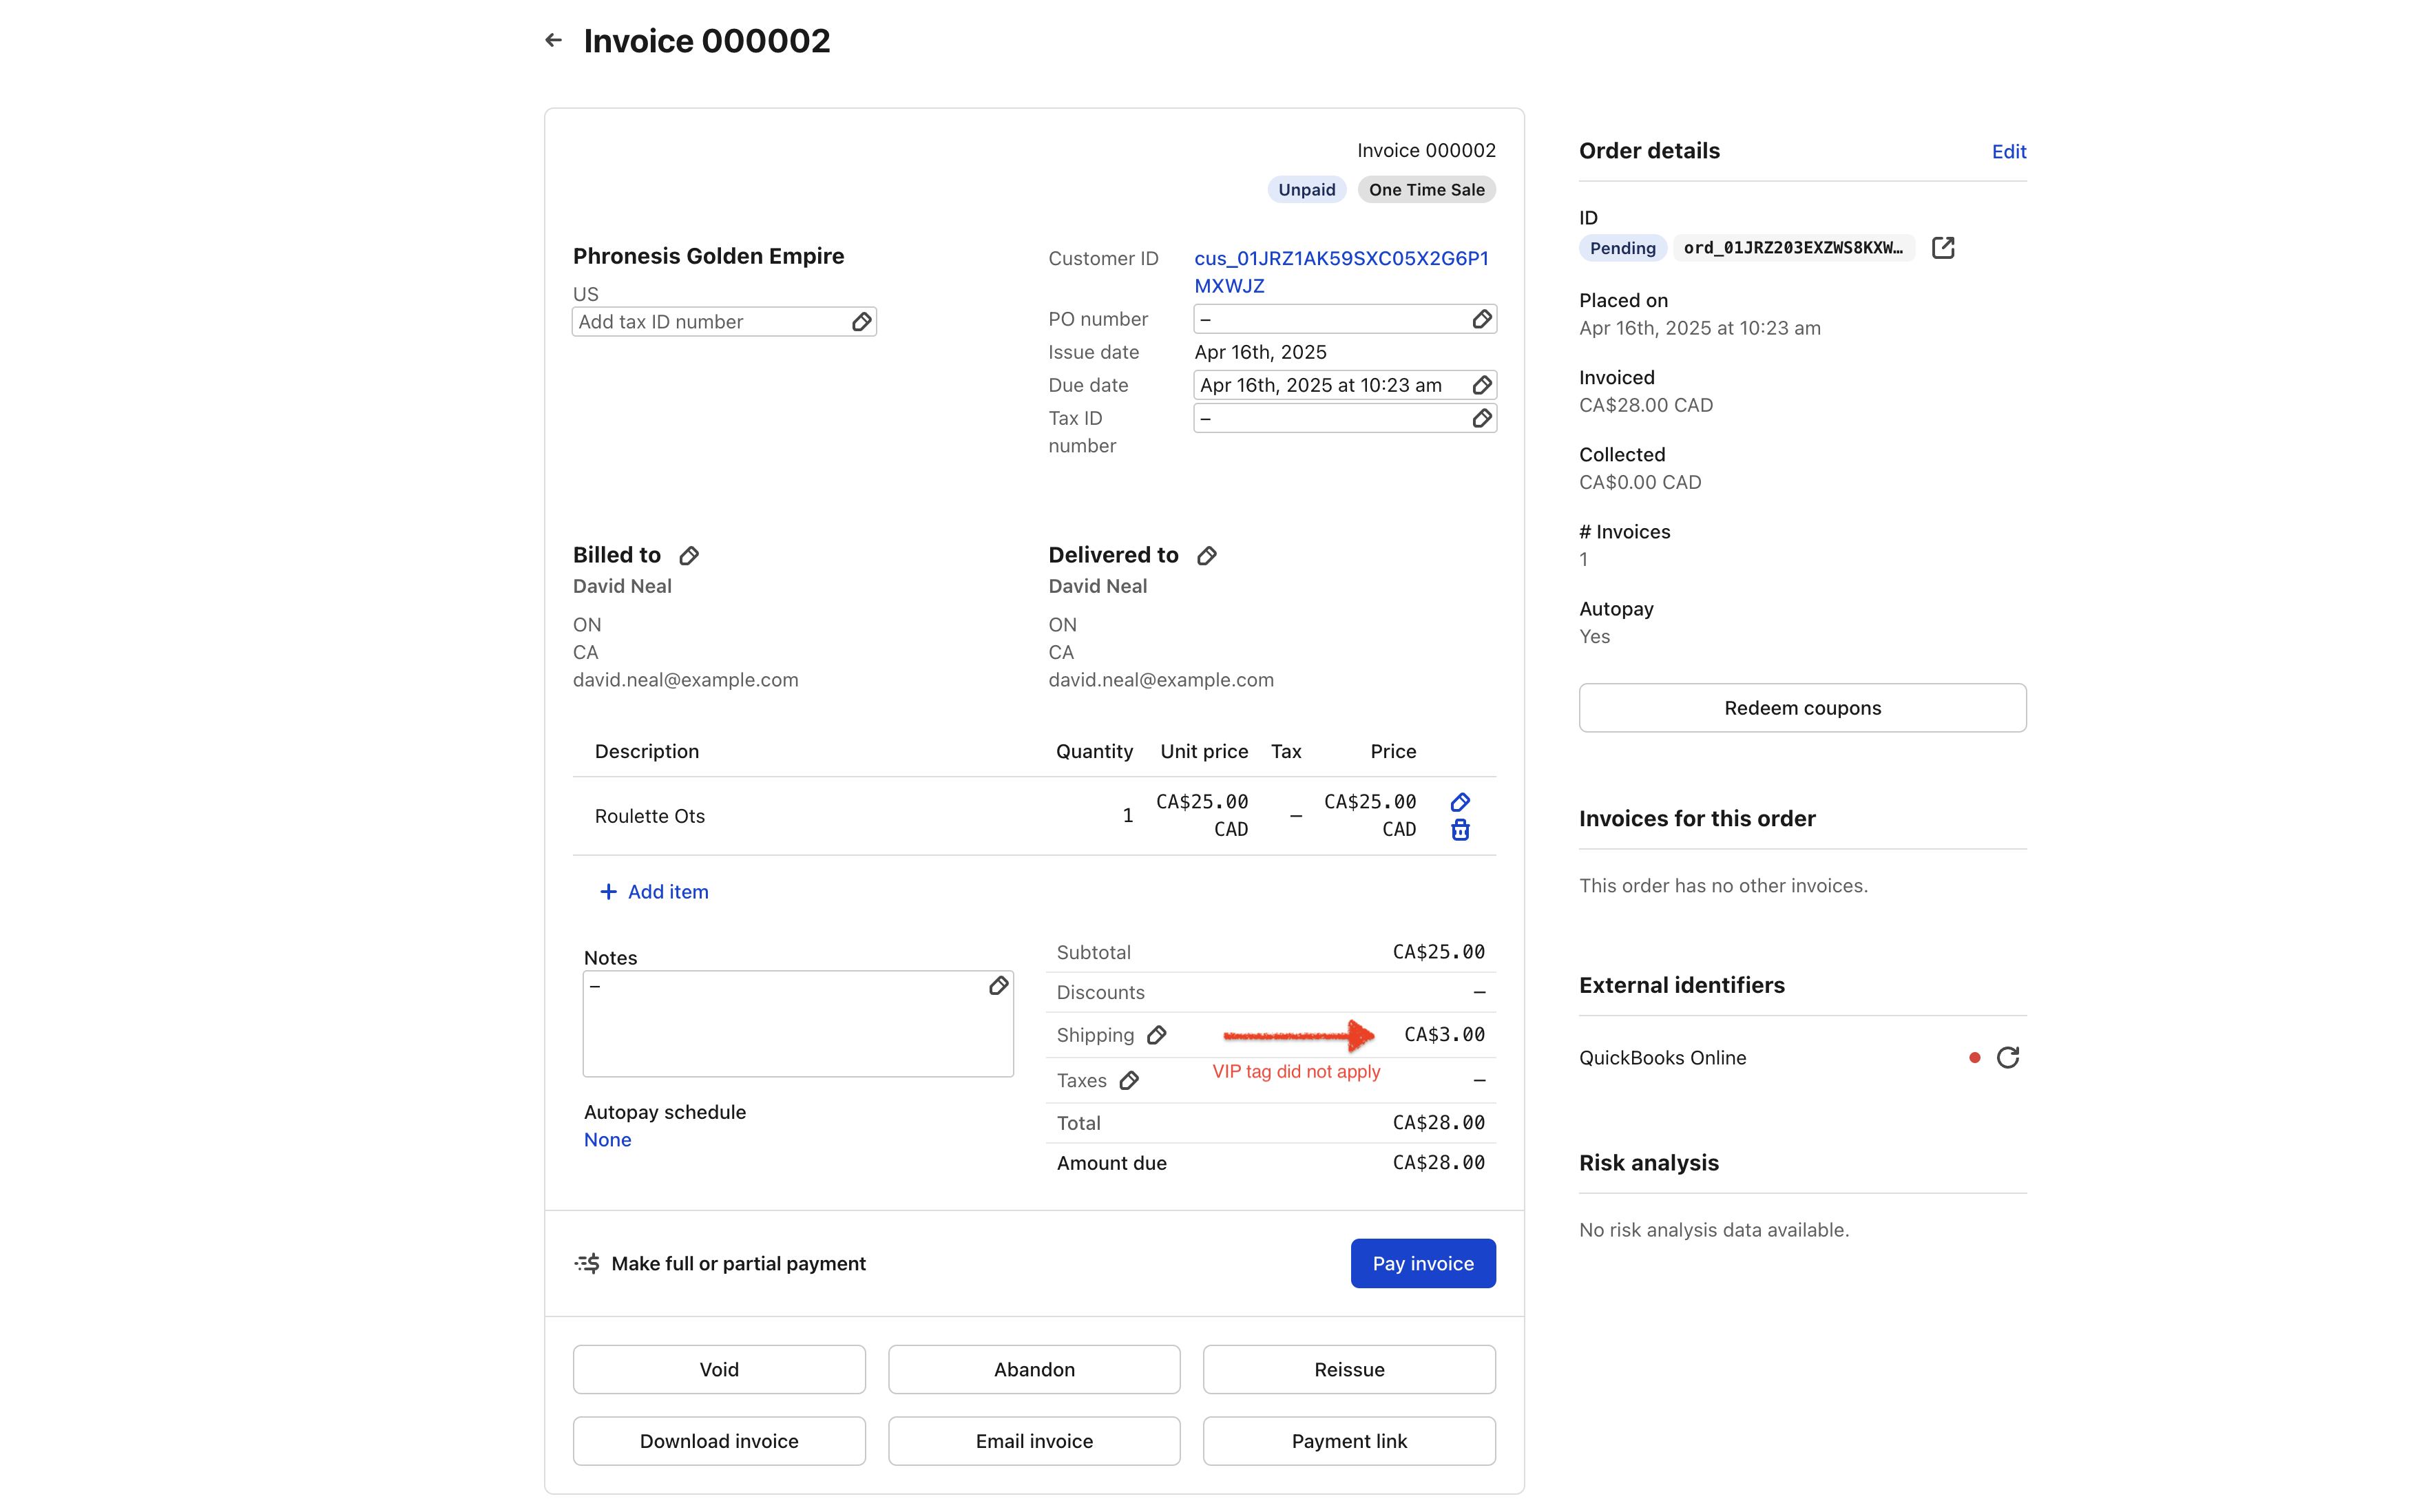 Invoice 000002
Invoice 000002
Unpaid
One Time Sale
Phronesis Golden Empire
US
Add tax ID number
Customer ID
cus_01JRZ1AK59SXC05X2G6P1
MXWJZ
PO number
–
Issue date
Apr 16th, 2025
Due date
Apr 16th, 2025 at 10:23 am
Tax ID
number
–
Billed to
David Neal
ON
CA
david.neal@example.com
Delivered to
David Neal
ON
CA
david.neal@example.com
Description Quantity Unit price Tax Price
Roulette Ots 1 CA$25.00 – CA$25.00
CAD CAD
Add item
Notes
–
Autopay schedule
None
Subtotal CA$25.00
Discounts –
Shipping CA$3.00
VIP tag did not apply
Taxes –
Total CA$28.00
Amount due CA$28.00
Make full or partial payment
Pay invoice
Void
Abandon
Reissue
Download invoice
Email invoice
Payment link
Order details
Edit
ID
Pending
ord_01JRZ203EXZWS8KXW…
Placed on
Apr 16th, 2025 at 10:23 am
Invoiced
CA$28.00 CAD
Collected
CA$0.00 CAD
# Invoices
1
Autopay
Yes
Redeem coupons
Invoices for this order
This order has no other invoices.
External identifiers
QuickBooks Online
Risk analysis
No risk analysis data available.